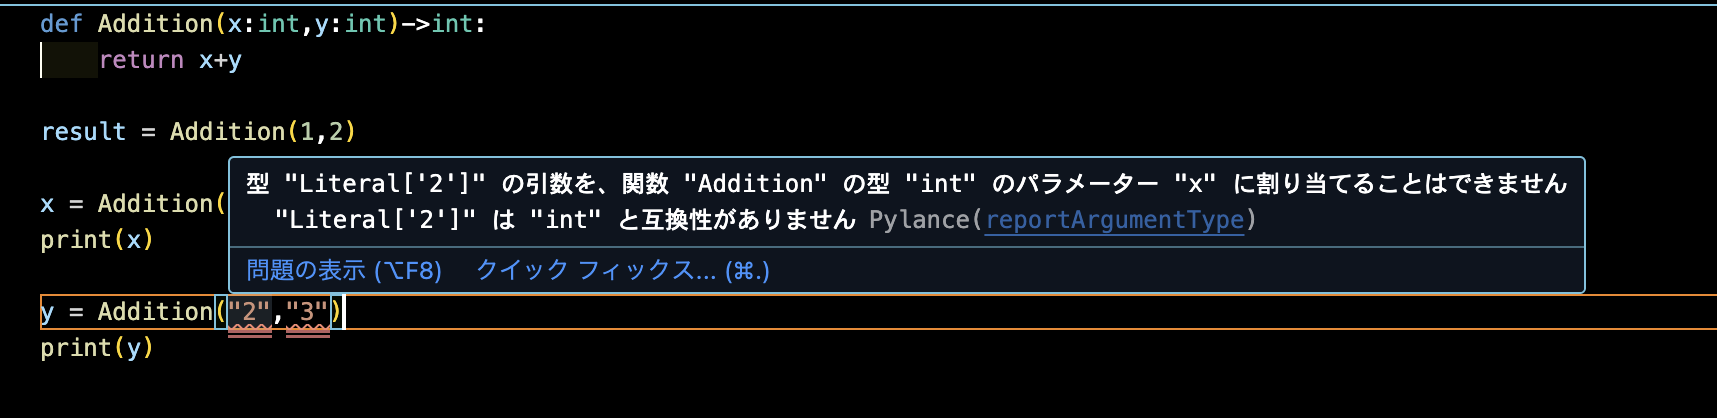 def Addition(x:int,y:int)->int:
return x+y
result = Addition(1,2)
型 "Literal['2']" の引数を、関数 "Addition" の型 "int" のパラメーター "x" に割り当てることはできません
"Literal['2']" は "int" と互換性がありません Pylance(reportArgumentType)
問題の表示 (⌥F8) クイック フィックス... (⌘.)
x = Addition(
print(x)
y = Addition("2","3")
print(y)